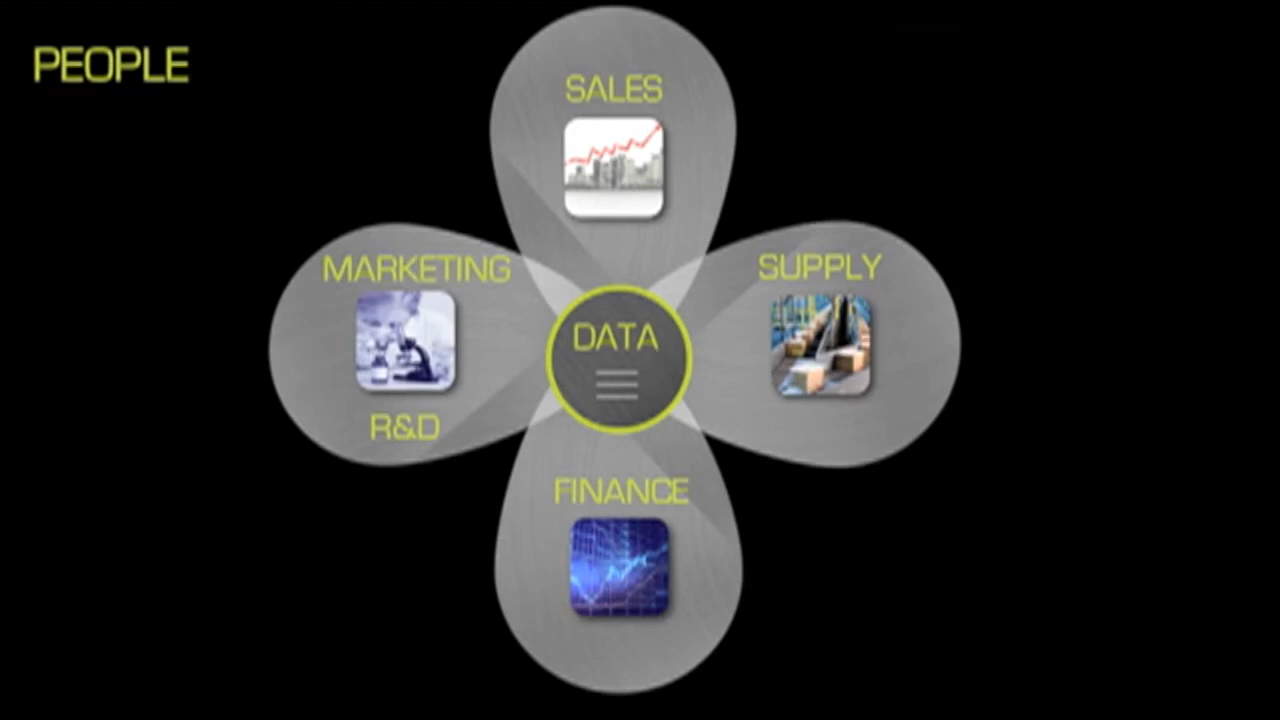 PEOPLE
SALES
MARKETING
SUPPLY
DATA
R&D
FINANCE